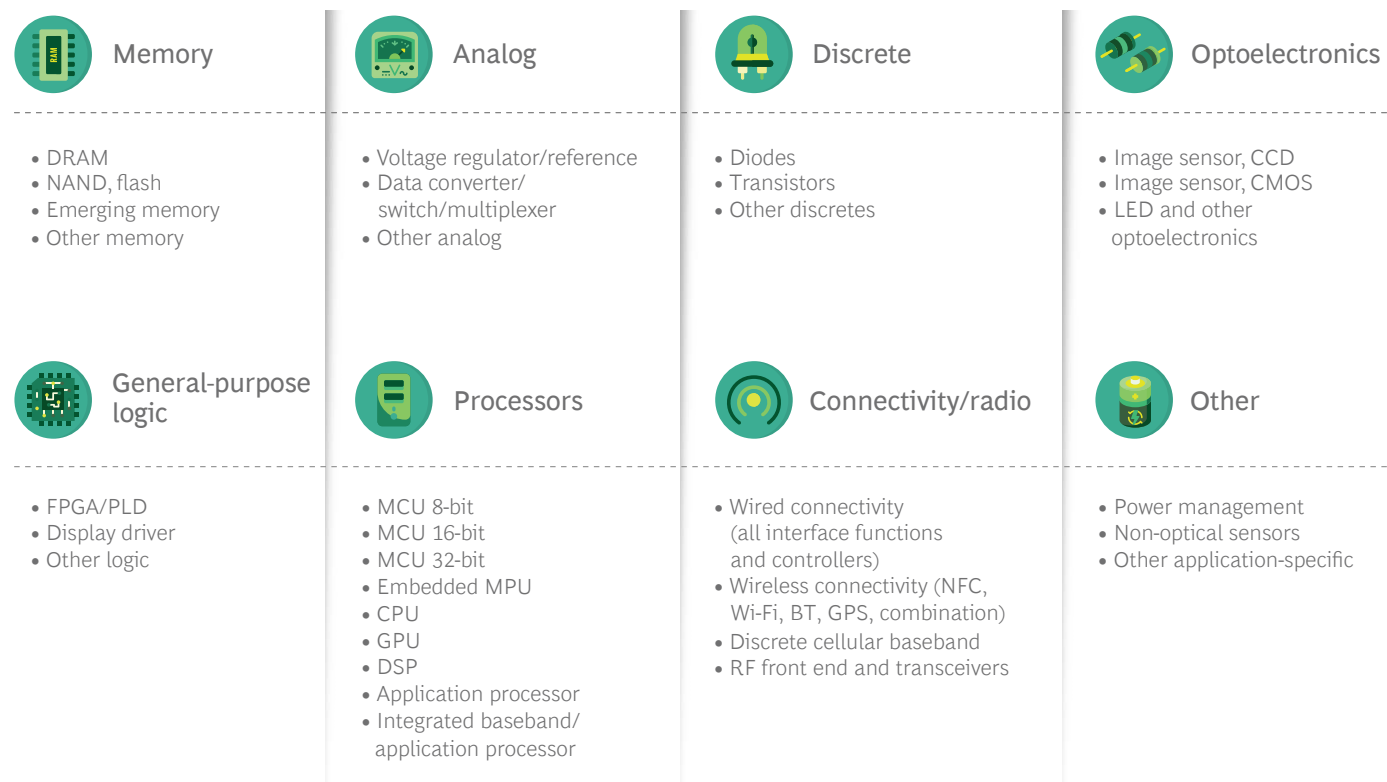 RAM
Memory
• DRAM
• NAND, flash
• Emerging memory
• Other memory
V
Analog
• Voltage regulator/reference
• Data converter/
switch/multiplexer
• Other analog
Discrete
• Diodes
• Transistors
• Other discretes
Optoelectronics
• Image sensor, CCD
• Image sensor, CMOS
• LED and other
optoelectronics
General-purpose
logic
• FPGA/PLD
• Display driver
• Other logic
Processors
• MCU 8-bit
• MCU 16-bit
• MCU 32-bit
• Embedded MPU
• CPU
• GPU
• DSP
• Application processor
• Integrated baseband/
application processor
Connectivity/radio
• Wired connectivity
(all interface functions
and controllers)
• Wireless connectivity (NFC,
Wi-Fi, BT, GPS, combination)
• Discrete cellular baseband
• RF front end and transceivers
Other
• Power management
• Non-optical sensors
• Other application-specific